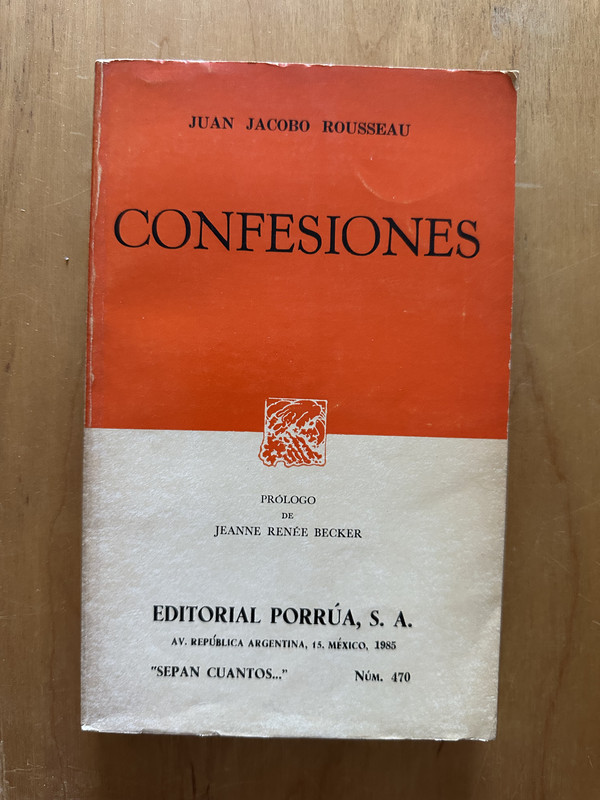 JUAN JACOBO ROUSSEAU
CONFESIONES
PRÓLOGO
DE
JEANNE RENÉE BECKER
EDITORIAL PORRÚA, S. A.
AV. REPÚBLICA ARGENTINA, 15. MÉXICO, 1985
"SEPAN CUANTOS..." NÚM. 470